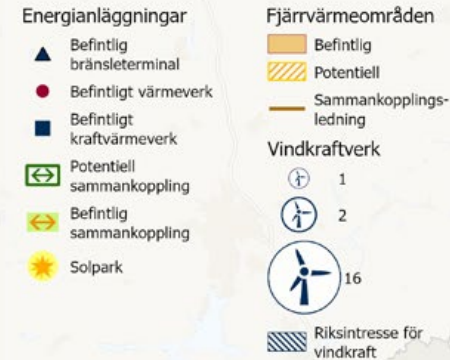 Energianläggningar
Befintlig
bränsleterminal
Befintligt värmeverk
Befintligt
kraftvärmeverk
Potentiell
sammankoppling
Befintlig
sammankoppling
Solpark
Fjärrvärmeområden
Befintlig
Potentiell
Sammankopplings-
ledning
Vindkraftverk
1
2
16
Riksintresse för
vindkraft